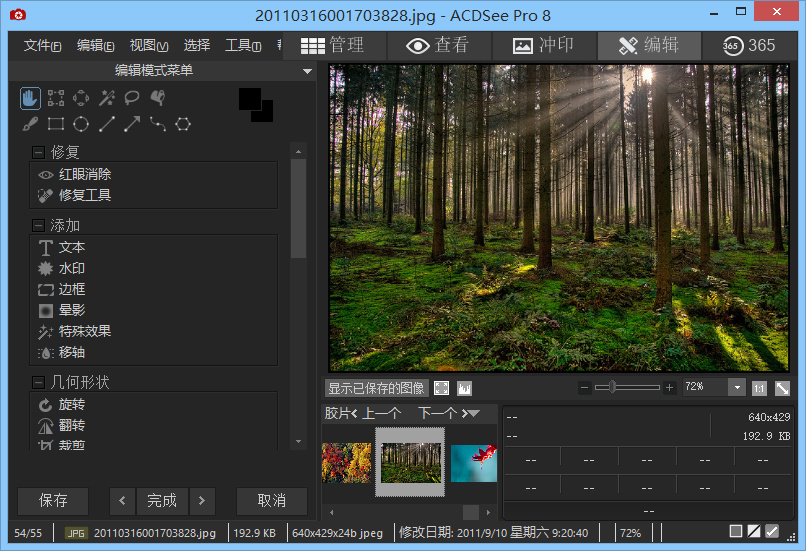 20110316001703828.jpg - ACDSee Pro 8
文件(F) 编辑(E) 视图(V) 选择 工具(T)
管理 查看 冲印 编辑 365 365
编辑模式菜单
修复
红眼消除
修复工具
添加
文本
水印
边框
晕影
特殊效果
移轴
几何形状
旋转
翻转
裁剪
保存 < 完成 > 取消
显示已保存的图像 72% 1:1
胶片 上一个 下一个
-- 640x429
-- 192.9 KB
-- -- -- -- --
-- -- -- -- --
--
54/55 JPG 20110316001703828.jpg 192.9 KB 640x429x24b jpeg 修改日期: 2011/9/10 星期六 9:20:40 72%